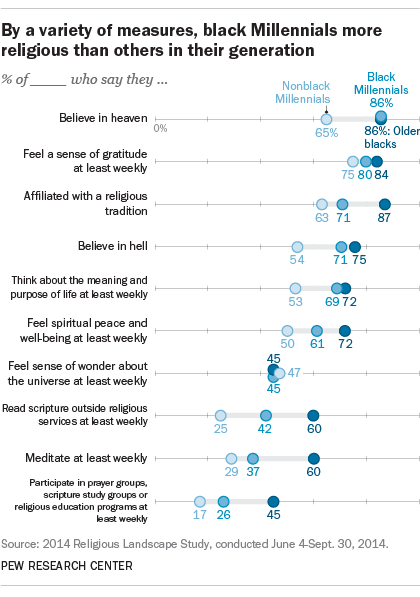 By a variety of measures, black Millennials more
religious than others in their generation
% of _____ who say they ...
Nonblack
Millennials
Black
Millennials
86%
Believe in heaven
0%
65%
86%: Older
blacks
Feel a sense of gratitude
at least weekly
75 80 84
Affiliated with a religious
tradition
63 71 87
Believe in hell
54 71 75
Think about the meaning and
purpose of life at least weekly
53 69 72
Feel spiritual peace and
well-being at least weekly
50 61 72
45
Feel sense of wonder about
the universe at least weekly
47
45
Read scripture outside religious
services at least weekly
25 42 60
Meditate at least weekly
29 37 60
Participate in prayer groups,
scripture study groups or
religious education programs at
least weekly
17 26 45
Source: 2014 Religious Landscape Study, conducted June 4-Sept. 30, 2014.
PEW RESEARCH CENTER